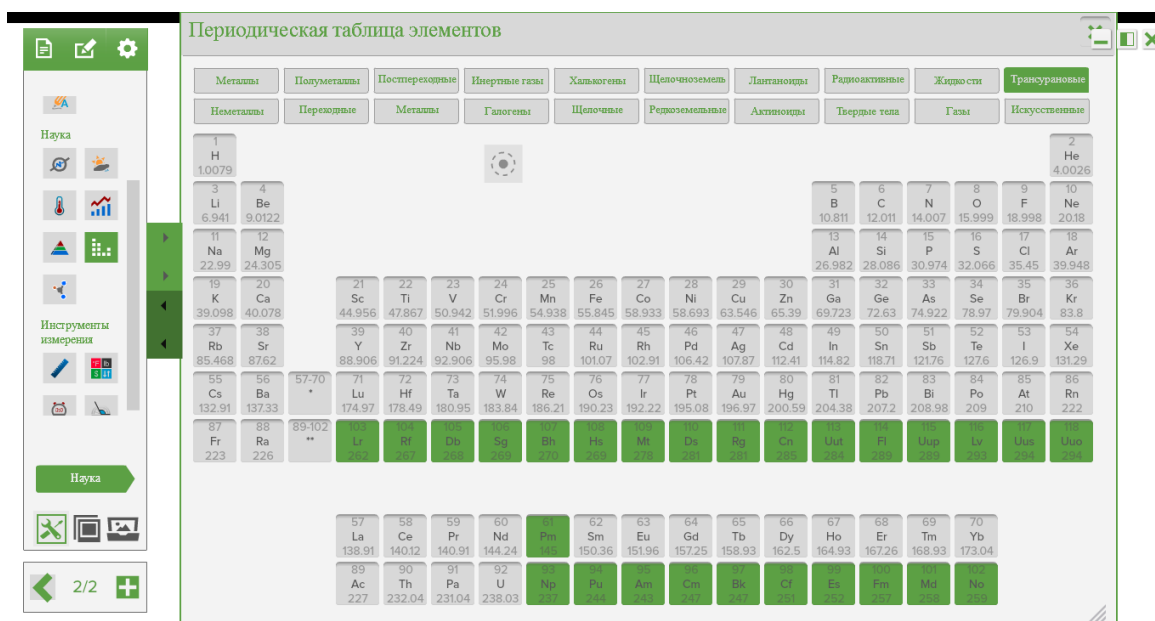 Периодическая таблица элементов
Металлы Полуметаллы Постпереходные Инертные газы Халькогены Щелочноземель Лантаноиды Радиоактивные Жидкости Трансурановые
Неметаллы Переходные Металлы Галогены Щелочные Редкоземельные Актиноиды Твердые тела Газы Искусственные
A
Наука
Инструменты
измерения
°F lb
$ 41
Наука
2/2
1 2
H He
1.0079 4.0026
3 4 5 6 7 8 9 10
Li Be B C N O F Ne
6.941 9.0122 10.811 12.011 14.007 15.999 18.998 20.18
11 12 13 14 15 16 17 18
Na Mg Al Si P S Cl Ar
22.99 24.305 26.982 28.086 30.974 32.066 35.45 39.948
19 20 21 22 23 24 25 26 27 28 29 30 31 32 33 34 35 36
K Ca Sc Ti V Cr Mn Fe Co Ni Cu Zn Ga Ge As Se Br Kr
39.098 40.078 44.956 47.867 50.942 51.996 54.938 55.845 58.933 58.693 63.546 65.39 69.723 72.63 74.922 78.97 79.904 83.8
37 38 39 40 41 42 43 44 45 46 47 48 49 50 51 52 53 54
Rb Sr Y Zr Nb Mo Tc Ru Rh Pd Ag Cd In Sn Sb Te I Xe
85.468 87.62 88.906 91.224 92.906 95.98 98 101.07 102.91 106.42 107.87 112.41 114.82 118.71 121.76 127.6 126.9 131.29
55 56 57-70 71 72 73 74 75 76 77 78 79 80 81 82 83 84 85 86
Cs Ba * Lu Hf Ta W Re Os Ir Pt Au Hg Tl Pb Bi Po At Rn
132.91 137.33 174.97 178.49 180.95 183.84 186.21 190.23 192.22 195.08 196.97 200.59 204.38 207.2 208.98 209 210 222
87 88 89-102 103 104 105 106 107 108 109 110 111 112 113 114 115 116 117 118
Fr Ra ** Lr Rf Db Sg Bh Hs Mt Ds Rg Cn Uut Fl Uup Lv Uus Uuo
223 226 262 267 268 269 270 269 278 281 281 285 284 289 289 293 294 294
57 58 59 60 61 62 63 64 65 66 67 68 69 70
La Ce Pr Nd Pm Sm Eu Gd Tb Dy Ho Er Tm Yb
138.91 140.12 140.91 144.24 145 150.36 151.96 157.25 158.93 162.5 164.93 167.26 168.93 173.04
89 90 91 92 93 94 95 96 97 98 99 100 101 102
Ac Th Pa U Np Pu Am Cm Bk Cf Es Fm Md No
227 232.04 231.04 238.03 237 244 243 247 247 251 252 257 258 259